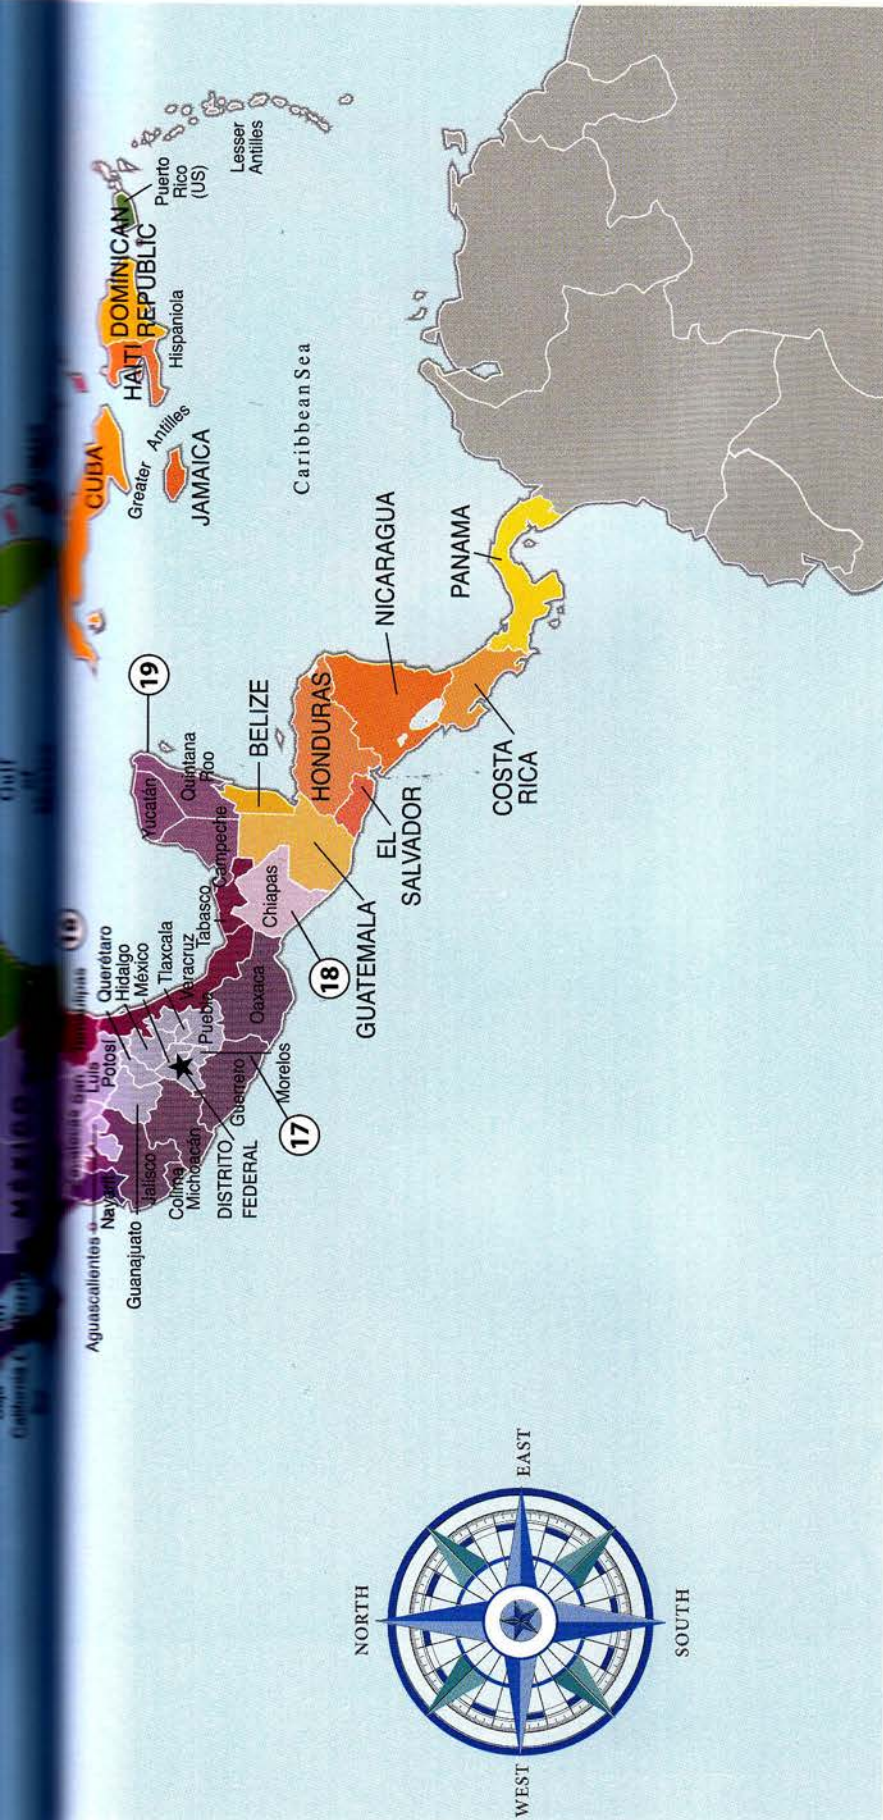 MEXICO
San
Luis
Potosí
Querétaro
Hidalgo
México
Tlaxcala
Veracruz
Puebla
Tabasco
Campeche
Yucatán
Quintana
Roo
19
CUBA
Greater
Antilles
JAMAICA
HAITI
DOMINICAN
REPUBLIC
Hispaniola
Puerto
Rico
(US)
Lesser
Antilles
Caribbean Sea
Aguascalientes
Nayarit
Guanajuato
Jalisco
Colima
Michoacán
DISTRITO
FEDERAL
Guerrero
Morelos
17
Oaxaca
Chiapas
18
GUATEMALA
BELIZE
HONDURAS
EL
SALVADOR
NICARAGUA
COSTA
RICA
PANAMA
NORTH
WEST
EAST
SOUTH